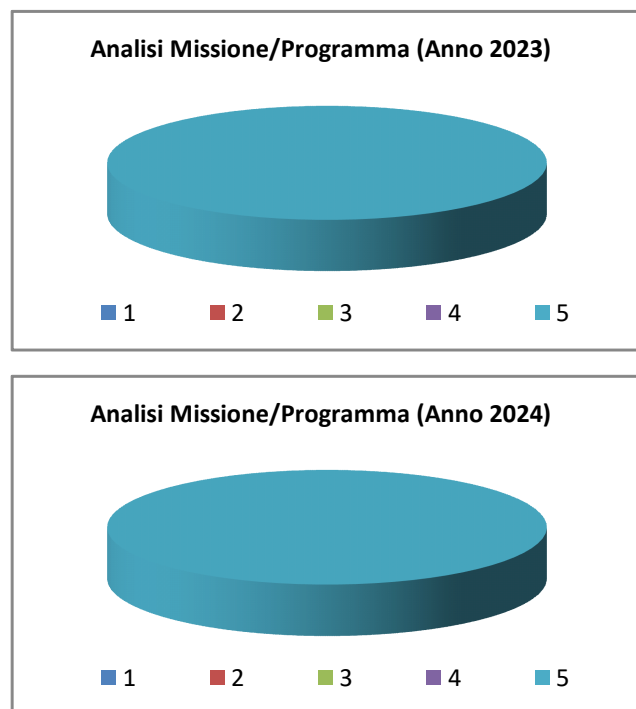 Analisi Missione/Programma (Anno 2023)
1 2 3 4 5
Analisi Missione/Programma (Anno 2024)
1 2 3 4 5